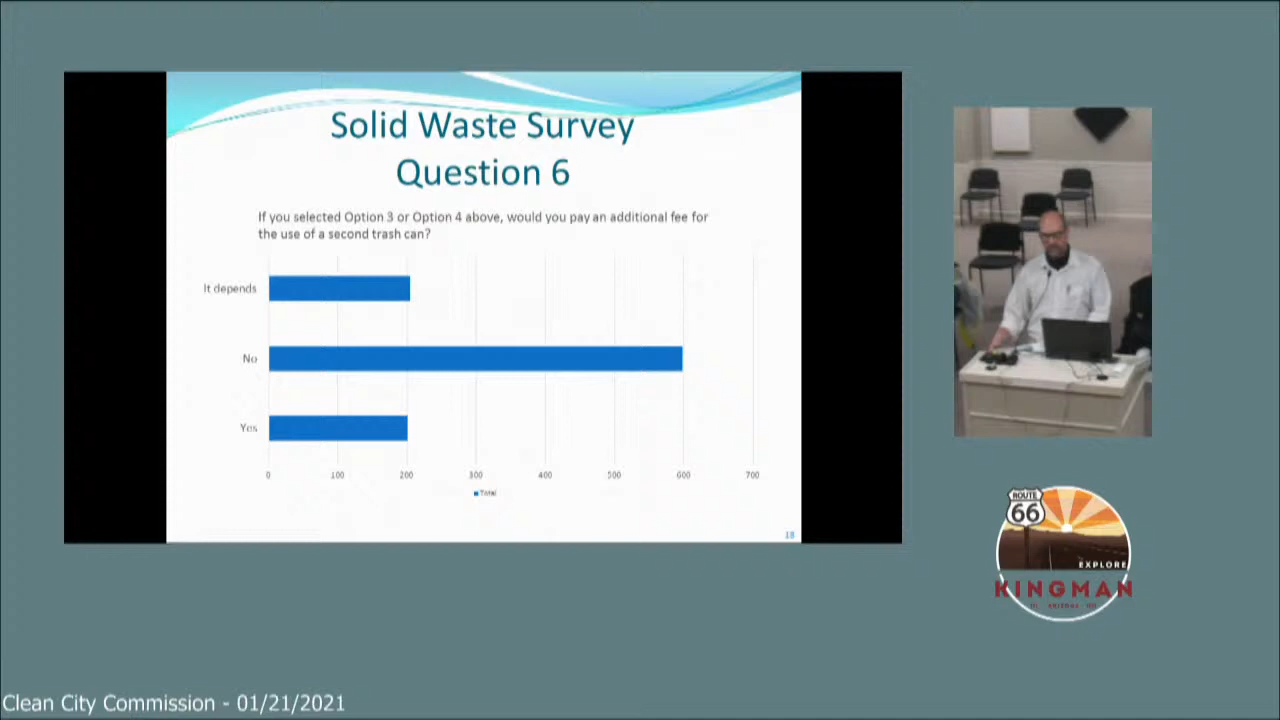 Solid Waste Survey
Question 6
If you selected Option 3 or Option 4 above, would you pay an additional fee for
the use of a second trash can?
It depends
No
Yes
0 100 200 300 400 500 600 700
Total
18
ROUTE
66
EXPLORE
KINGMAN
ARIZONA
Clean City Commission - 01/21/2021